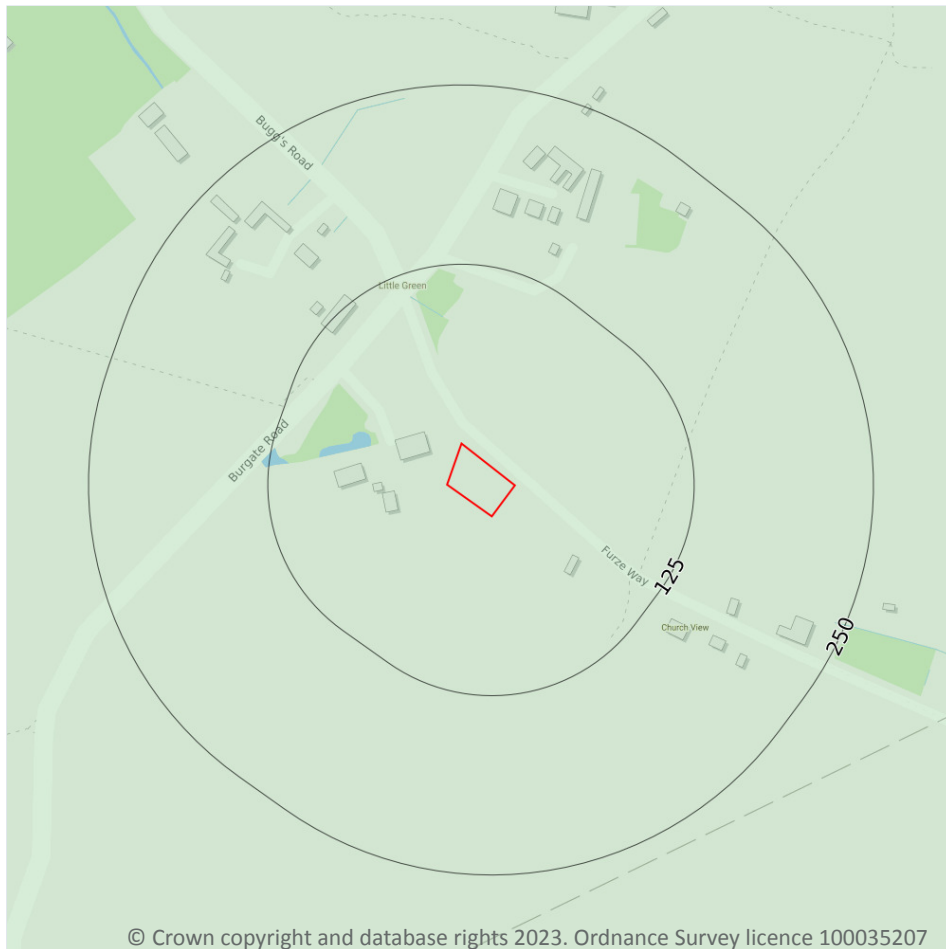 Bugg's Road
Little Green
Burgate Road
Furze Way
125
Church View
250
© Crown copyright and database rights 2023. Ordnance Survey licence 100035207